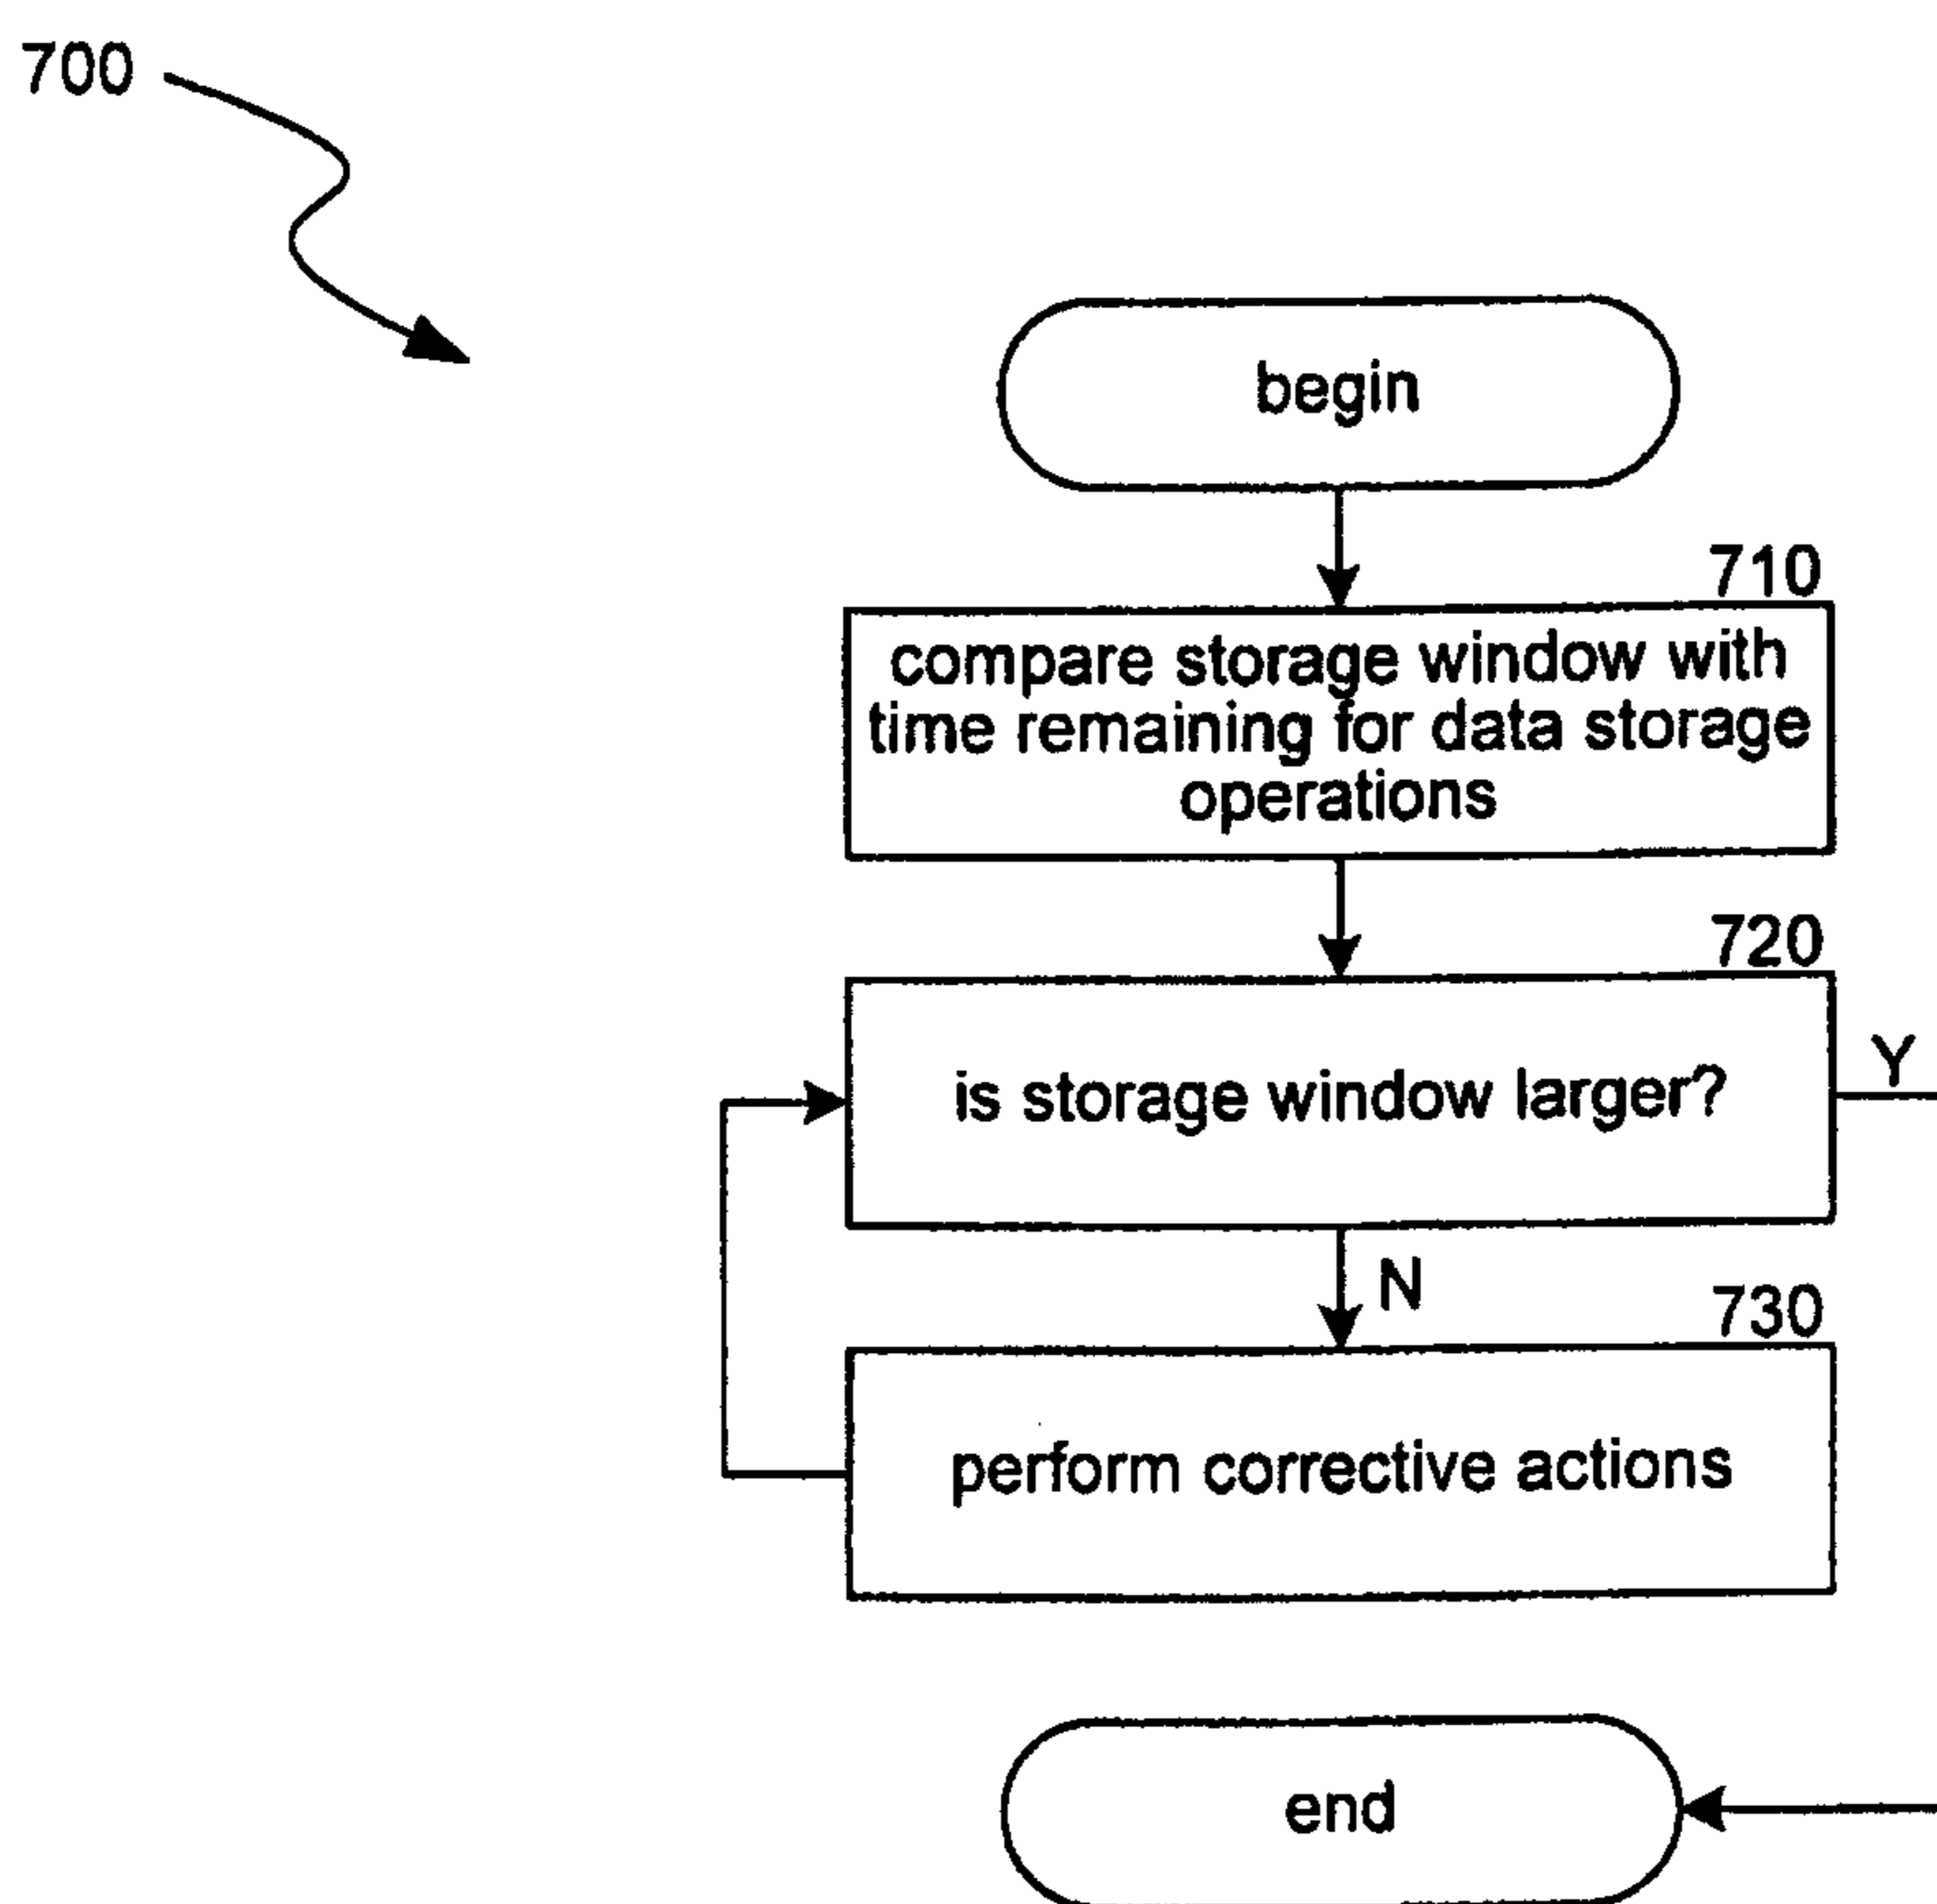 700
begin
710
compare storage window with
time remaining for data storage
operations
720
is storage window larger?
Y
N
730
perform corrective actions
end